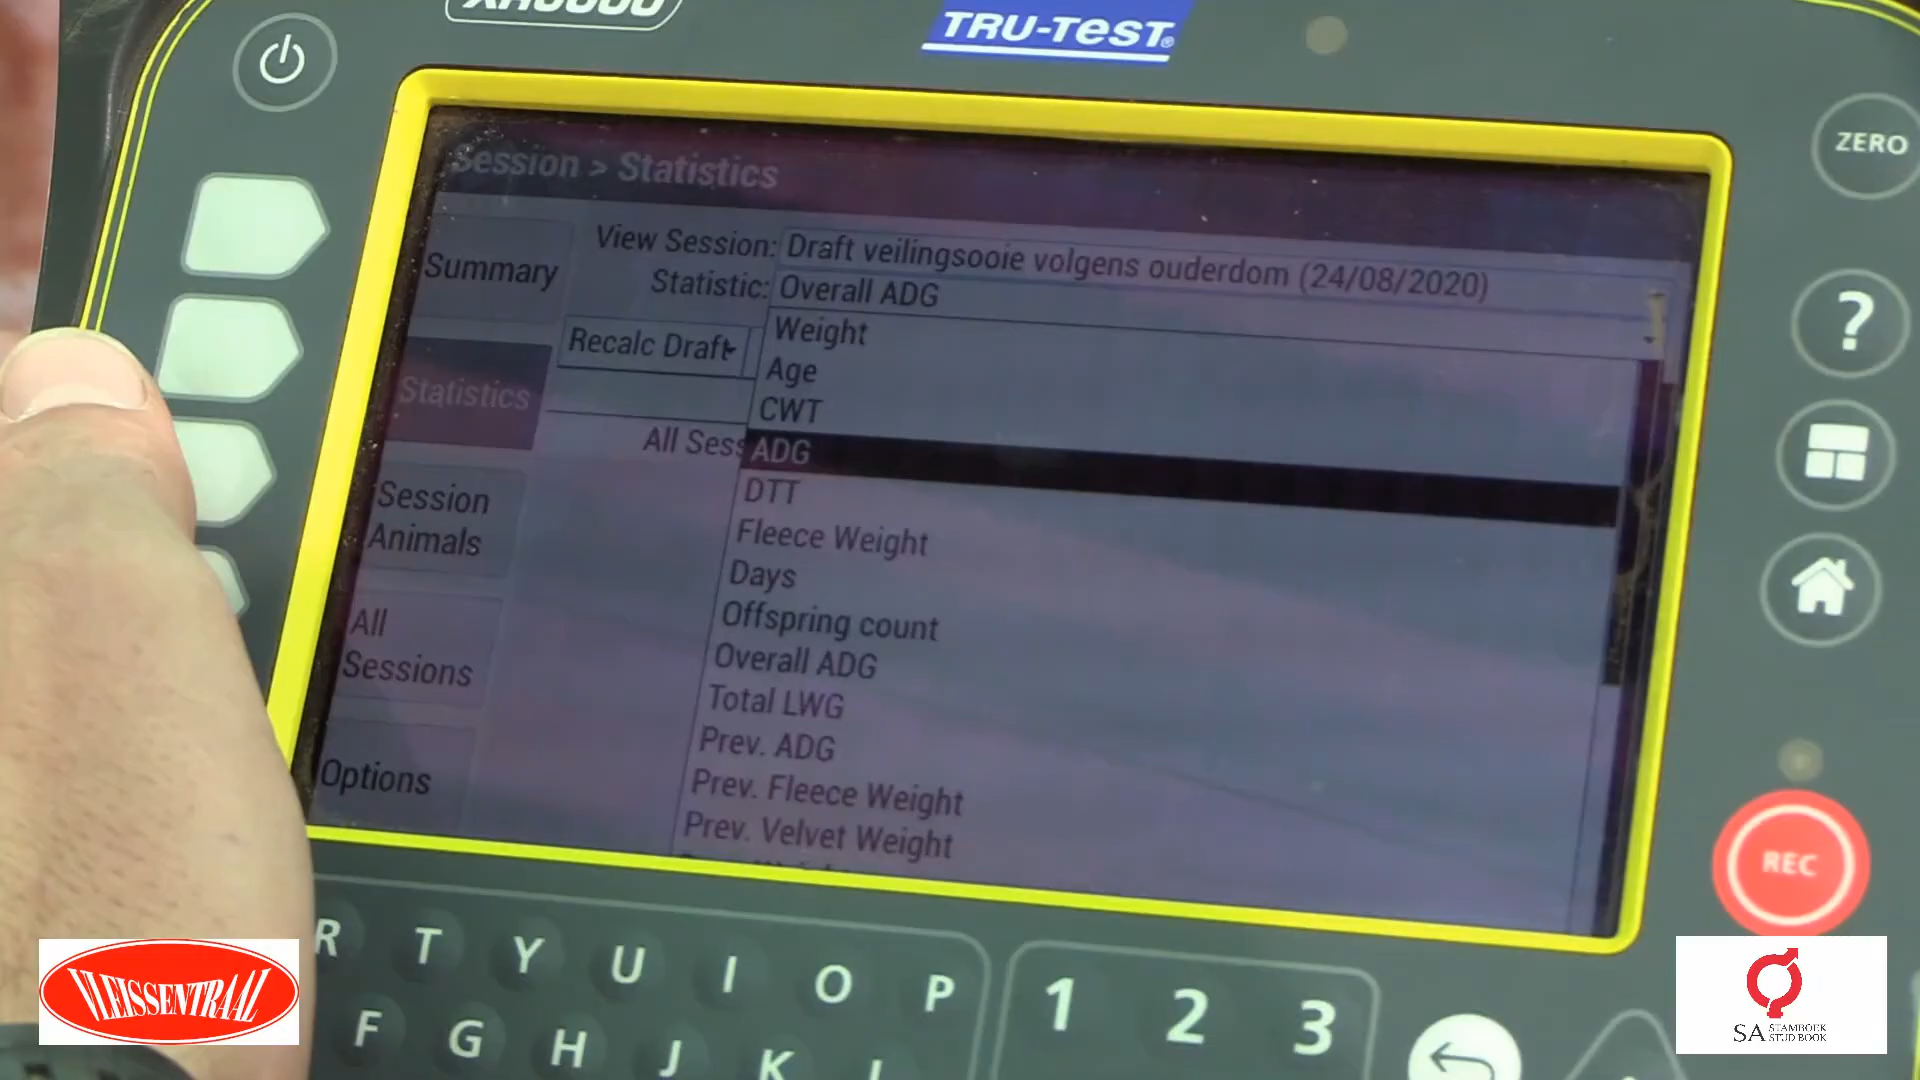 TRU-TEST
ZERO
Session > Statistics
View Session: Draft veilingsooie volgens ouderdom (24/08/2020)
Summary
Statistic: Overall ADG
Recalc Draft
Weight
Age
CWT
Statistics
All Sess
ADG
DTT
Session
Animals
Fleece Weight
Days
Offspring count
All
Sessions
Overall ADG
Total LWG
Prev. ADG
Options
Prev. Fleece Weight
Prev. Velvet Weight
?
REC
R T Y U I O P
1 2 3
F G H J K
VLEISSENTRAAL
SA STAMBOEK
STUD BOOK